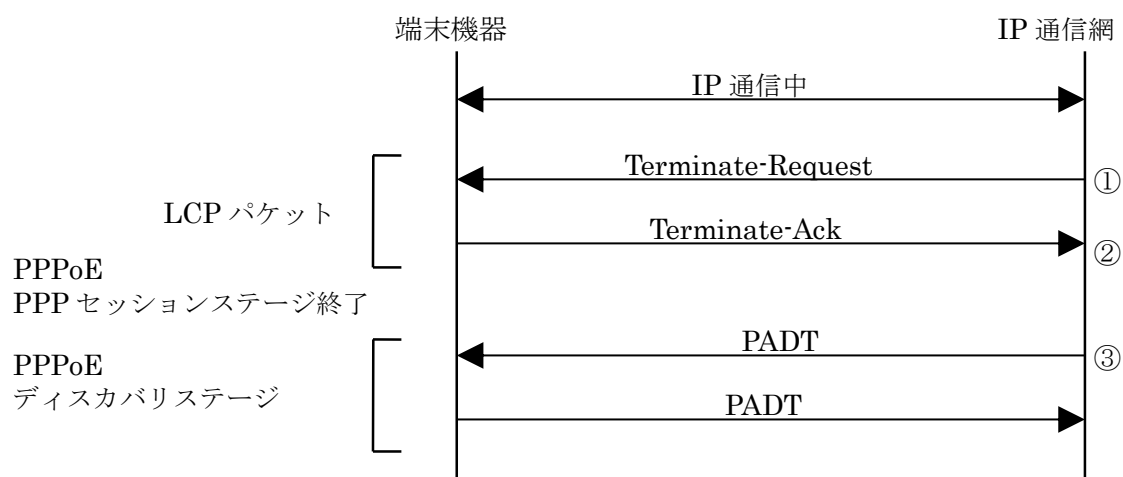 端末機器
IP 通信網
IP 通信中
Terminate-Request
①
LCP パケット
Terminate-Ack
②
PPPoE
PPP セッションステージ終了
PADT
③
PPPoE
ディスカバリステージ
PADT